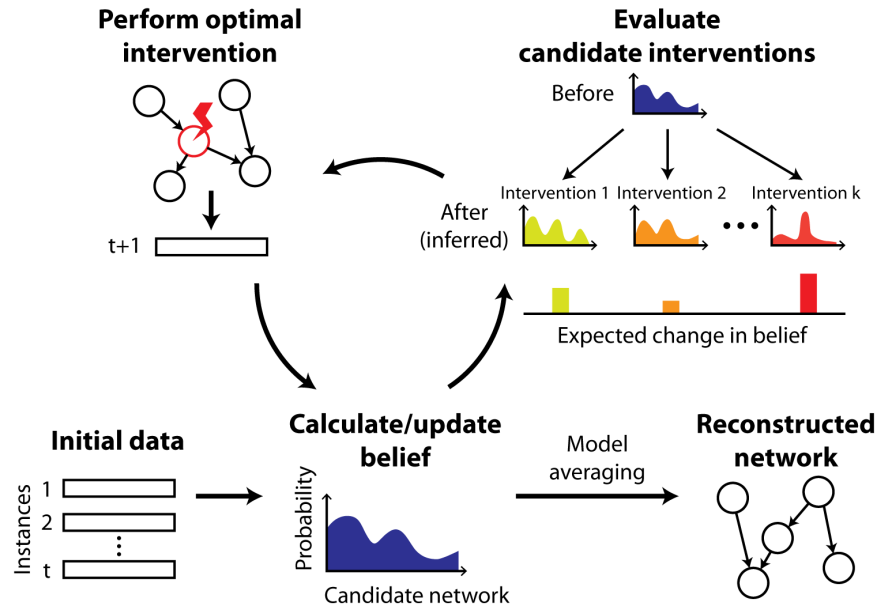 Perform optimal
intervention
t+1
Evaluate
candidate interventions
Before
Intervention 1
Intervention 2
Intervention k
After
(inferred)
Expected change in belief
Initial data
Instances
1
2
t
Calculate/update
belief
Probability
Candidate network
Model
averaging
Reconstructed
network